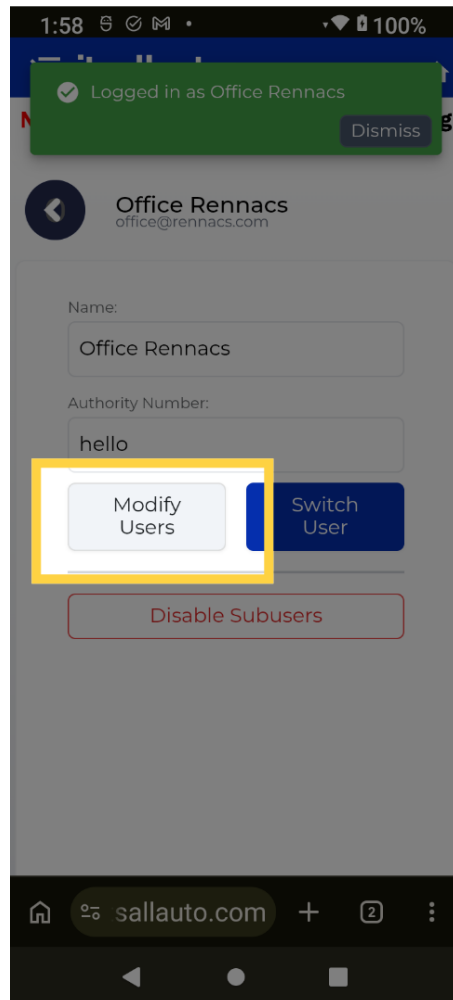 1:58
100%
Logged in as Office Rennacs
Dismiss
Office Rennacs
office@rennacs.com
Name:
Office Rennacs
Authority Number:
hello
Modify
Users
Switch
User
Disable Subusers
sallauto.com
2